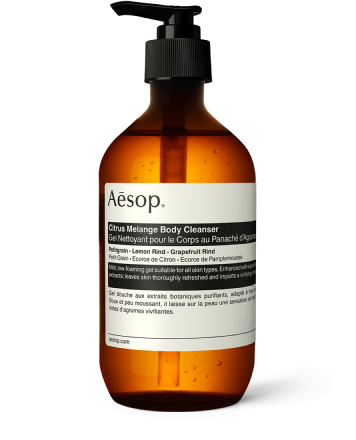 Aēsop.
Citrus Melange Body Cleanser
Gel Nettoyant pour le Corps au Panaché d'Agrumes
Petitgrain - Lemon Rind - Grapefruit Rind
Petit-Grain - Ecorce de Citron - Ecorce de Pamplemousse
Mild, low-foaming gel suitable for all skin types. Enhanced with
extracts; leaves skin thoroughly refreshed and imparts a
Gel douche aux extraits botaniques purifiants, adapté à
Doux et peu moussant, il laisse sur la peau une sensation de
notes d'agrumes vivifiantes.
aesop.com